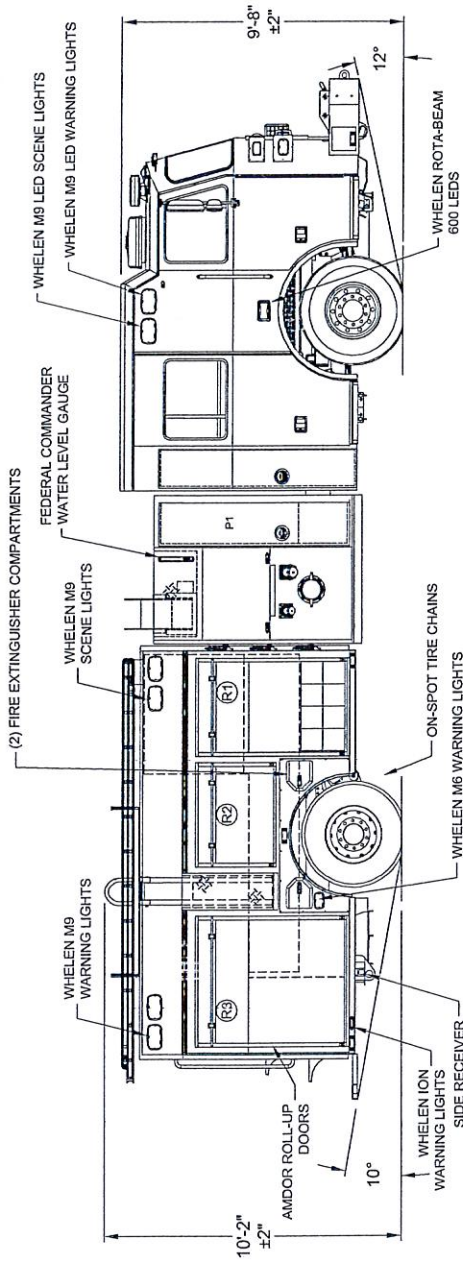 WHELEN M9 LED SCENE LIGHTS
WHELEN M9 LED WARNING LIGHTS
FEDERAL COMMANDER
WATER LEVEL GAUGE
(2) FIRE EXTINGUISHER COMPARTMENTS
WHELEN M9
SCENE LIGHTS
WHELEN M9
WARNING LIGHTS
10'-2"
±2"
9'-8"
±2"
R3
R2
R1
P1
12°
10°
AMDOR ROLL-UP
DOORS
WHELEN ION
WARNING LIGHTS
SIDE RECEIVER
WHELEN M6 WARNING LIGHTS
ON-SPOT TIRE CHAINS
WHELEN ROTA-BEAM
600 LEDS